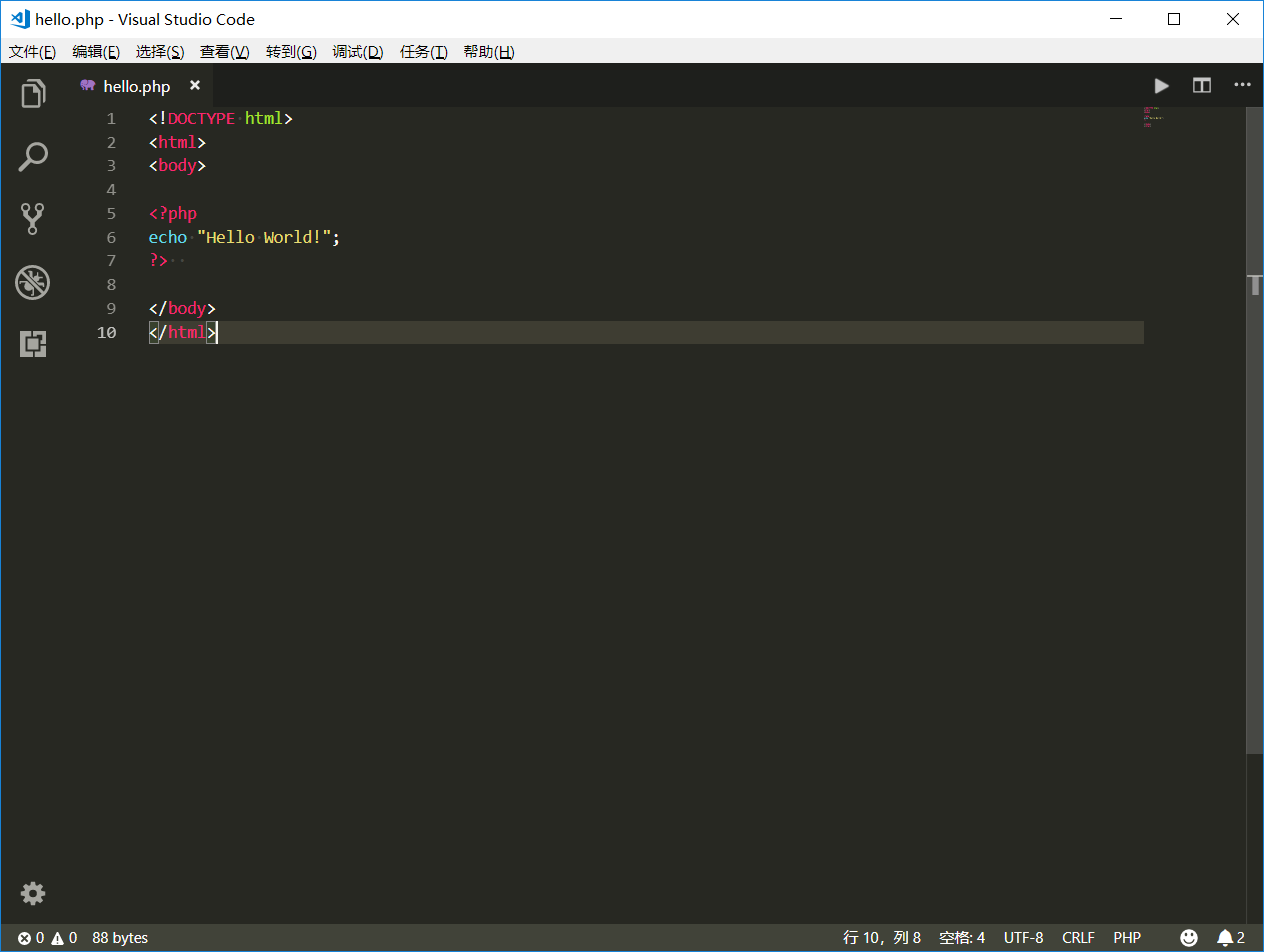 hello.php - Visual Studio Code
文件(F) 编辑(E) 选择(S) 查看(V) 转到(G) 调试(D) 任务(T) 帮助(H)
hello.php
1 <!DOCTYPE html>
2 <html>
3 <body>
4
5 <?php
6 echo "Hello World!";
7 ?>
8
9 </body>
10 </html>
0 0 88 bytes 行 10，列 8 空格: 4 UTF-8 CRLF PHP 2